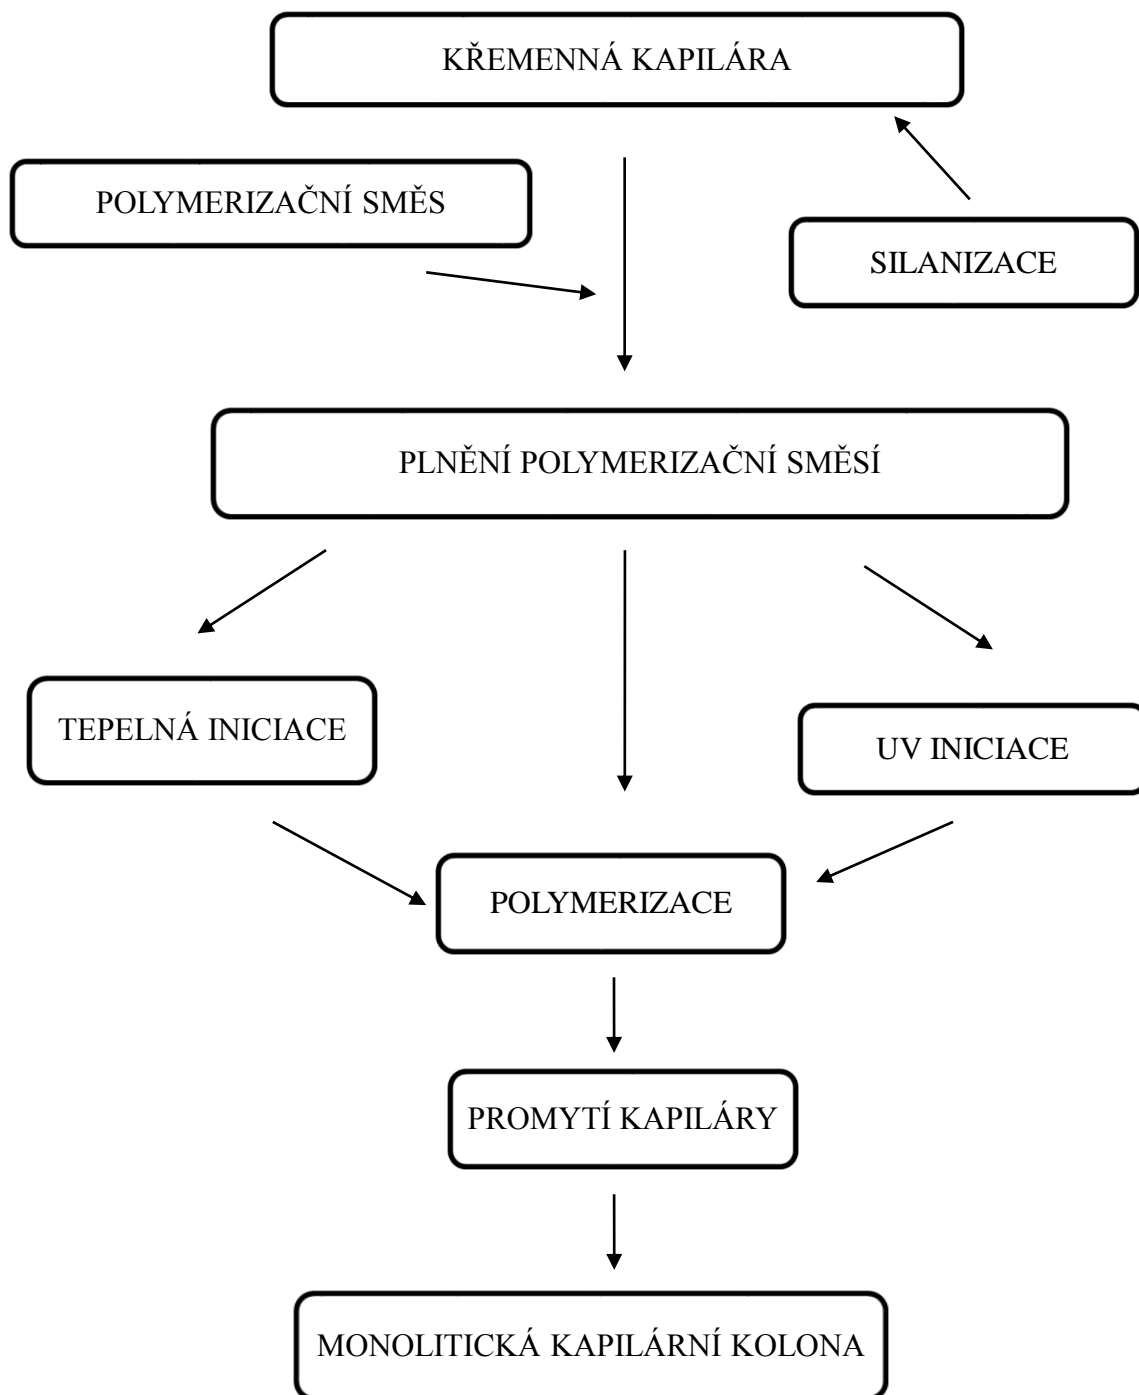 KŘEMENNÁ KAPILÁRA
POLYMERIZAČNÍ SMĚS
SILANIZACE
PLNĚNÍ POLYMERIZAČNÍ SMĚSÍ
TEPELNÁ INICIACE
UV INICIACE
POLYMERIZACE
PROMYTÍ KAPILÁRY
MONOLITICKÁ KAPILÁRNÍ KOLONA